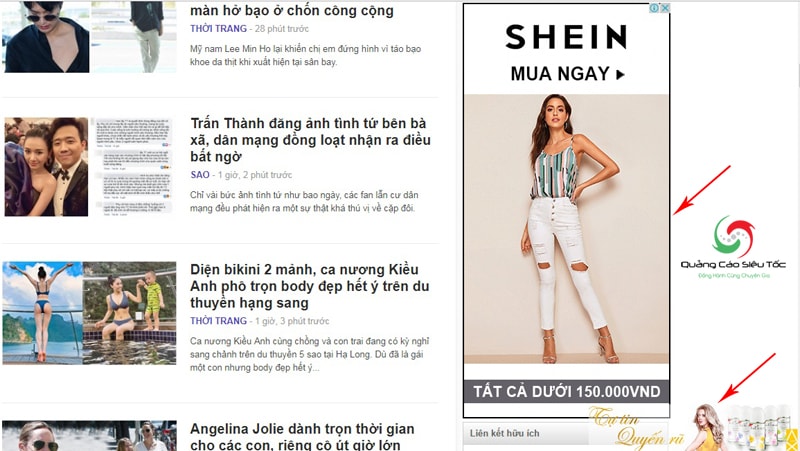 màn hở bạo ở chốn công cộng
THỜI TRANG - 28 phút trước
Mỹ nam Lee Min Ho lại khiến chị em đứng hình vì táo bạo
khoe da thịt khi xuất hiện tại sân bay.
Trấn Thành đăng ảnh tình tứ bên bà
xã, dân mạng đồng loạt nhận ra điều
bất ngờ
SAO - 1 giờ, 2 phút trước
Chỉ vài bức ảnh tình tứ như bao ngày, các fan lẫn cư dân
mạng đều phát hiện ra một sự thật khá thú vị về cặp đôi.
Diện bikini 2 mảnh, ca nương Kiều
Anh phô trọn body đẹp hết ý trên du
thuyền hạng sang
THỜI TRANG - 1 giờ, 3 phút trước
Ca nương Kiều Anh cùng chồng và con trai đang có kỳ nghỉ
sang chảnh trên du thuyền 5 sao tại Hạ Long. Dù đã là gái
một con nhưng body đẹp hết ý...
Angelina Jolie dành trọn thời gian
cho các con, riêng cô út giờ lớn
SHEIN
MUA NGAY
TẤT CẢ DƯỚI 150.000VND
Liên kết hữu ích
Tự tin
Quyến rũ
Quảng Cáo Siêu Tốc
Đồng Hành Cùng Chuyên Gia